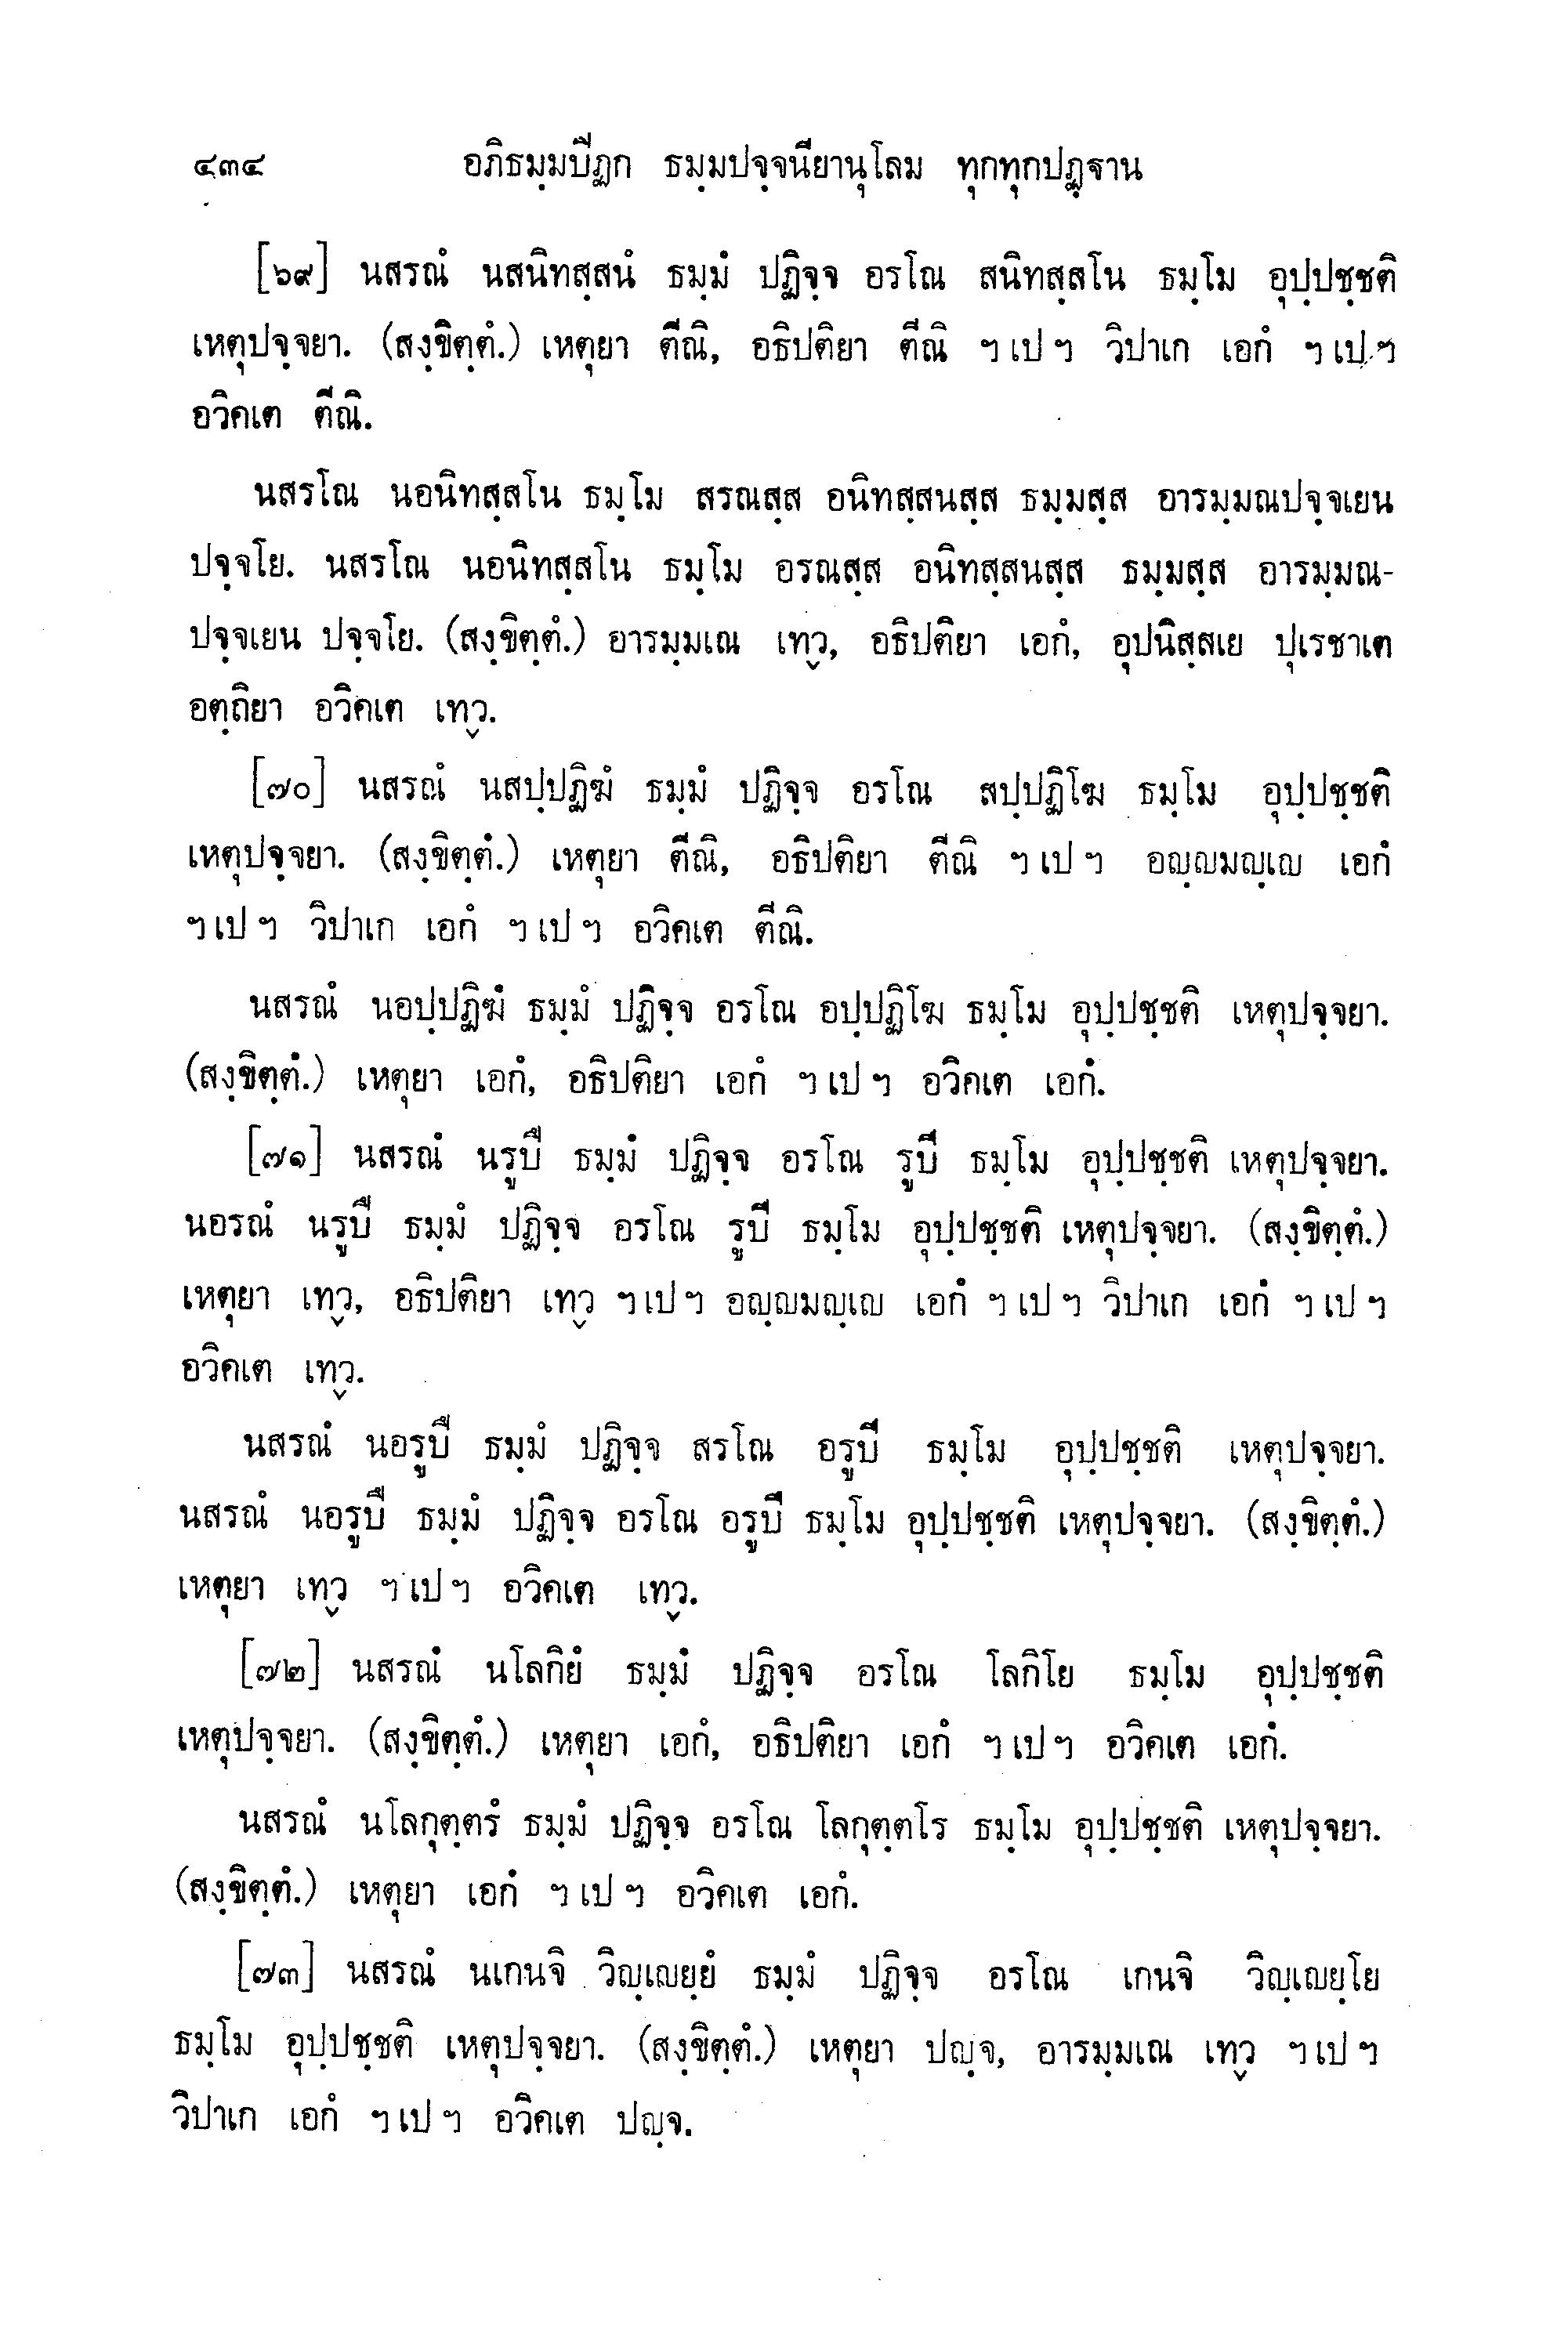 ๔๓๔ อภิธมฺมปีฏก ธมฺมปจฺจนียานุโลม ทุกทุกปฏฺฐาน
[๖๙] นสรณํ นสนิทสฺสนํ ธมฺมํ ปฏิจฺจ อรโณ สนิทสฺสโน ธมฺโม อุปฺปชฺชติ
เหตุปจฺจยา. (สงฺขิตฺตํ.) เหตุยา ตีณิ, อธิปติยา ตีณิ ฯ เป ฯ วิปาเก เอกํ ฯ เป ฯ
อวิคเต ตีณิ.
นสรโณ นอนิทสฺสโน ธมฺโม สรณสฺส อนิทสฺสนสฺส ธมฺมสฺส อารมฺมณปจฺจเยน
ปจฺจโย. นสรโณ นอนิทสฺสโน ธมฺโม อรณสฺส อนิทสฺสนสฺส ธมฺมสฺส อารมฺมณ-
ปจฺจเยน ปจฺจโย. (สงฺขิตฺตํ.) อารมฺมเณ เทฺว, อธิปติยา เอกํ, อุปนิสฺสเย ปุเรชาเต
อตฺถิยา อวิคเต เทฺว.
[๗๐] นสรณํ นสปฺปฏิฆํ ธมฺมํ ปฏิจฺจ อรโณ สปฺปฏิโฆ ธมฺโม อุปฺปชฺชติ
เหตุปจฺจยา. (สงฺขิตฺตํ.) เหตุยา ตีณิ, อธิปติยา ตีณิ ฯ เป ฯ อญฺญมญฺเญ เอกํ
ฯ เป ฯ วิปาเก เอกํ ฯ เป ฯ อวิคเต ตีณิ.
นสรณํ นอปฺปฏิฆํ ธมฺมํ ปฏิจฺจ อรโณ อปฺปฏิโฆ ธมฺโม อุปฺปชฺชติ เหตุปจฺจยา.
(สงฺขิตฺตํ.) เหตุยา เอกํ, อธิปติยา เอกํ ฯ เป ฯ อวิคเต เอกํ.
[๗๑] นสรณํ นรูปึ ธมฺมํ ปฏิจฺจ อรโณ รูปี ธมฺโม อุปฺปชฺชติ เหตุปจฺจยา.
นอรณํ นรูปึ ธมฺมํ ปฏิจฺจ อรโณ รูปี ธมฺโม อุปฺปชฺชติ เหตุปจฺจยา. (สงฺขิตฺตํ.)
เหตุยา เทฺว, อธิปติยา เทฺว ฯ เป ฯ อญฺญมญฺเญ เอกํ ฯ เป ฯ วิปาเก เอกํ ฯ เป ฯ
อวิคเต เทฺว.
นสรณํ นอรูปึ ธมฺมํ ปฏิจฺจ สรโณ อรูปี ธมฺโม อุปฺปชฺชติ เหตุปจฺจยา.
นสรณํ นอรูปึ ธมฺมํ ปฏิจฺจ อรโณ อรูปี ธมฺโม อุปฺปชฺชติ เหตุปจฺจยา. (สงฺขิตฺตํ.)
เหตุยา เทฺว ฯ เป ฯ อวิคเต เทฺว.
[๗๒] นสรณํ นโลกิยํ ธมฺมํ ปฏิจฺจ อรโณ โลกิโย ธมฺโม อุปฺปชฺชติ
เหตุปจฺจยา. (สงฺขิตฺตํ.) เหตุยา เอกํ, อธิปติยา เอกํ ฯ เป ฯ อวิคเต เอกํ.
นสรณํ นโลกุตฺตรํ ธมฺมํ ปฏิจฺจ อรโณ โลกุตฺตโร ธมฺโม อุปฺปชฺชติ เหตุปจฺจยา.
(สงฺขิตฺตํ.) เหตุยา เอกํ ฯ เป ฯ อวิคเต เอกํ.
[๗๓] นสรณํ นเกนจิ วิญฺเญยฺยํ ธมฺมํ ปฏิจฺจ อรโณ เกนจิ วิญฺเญยฺโย
ธมฺโม อุปฺปชฺชติ เหตุปจฺจยา. (สงฺขิตฺตํ.) เหตุยา ปญฺจ, อารมฺมเณ เทฺว ฯ เป ฯ
วิปาเก เอกํ ฯ เป ฯ อวิคเต ปญฺจ.